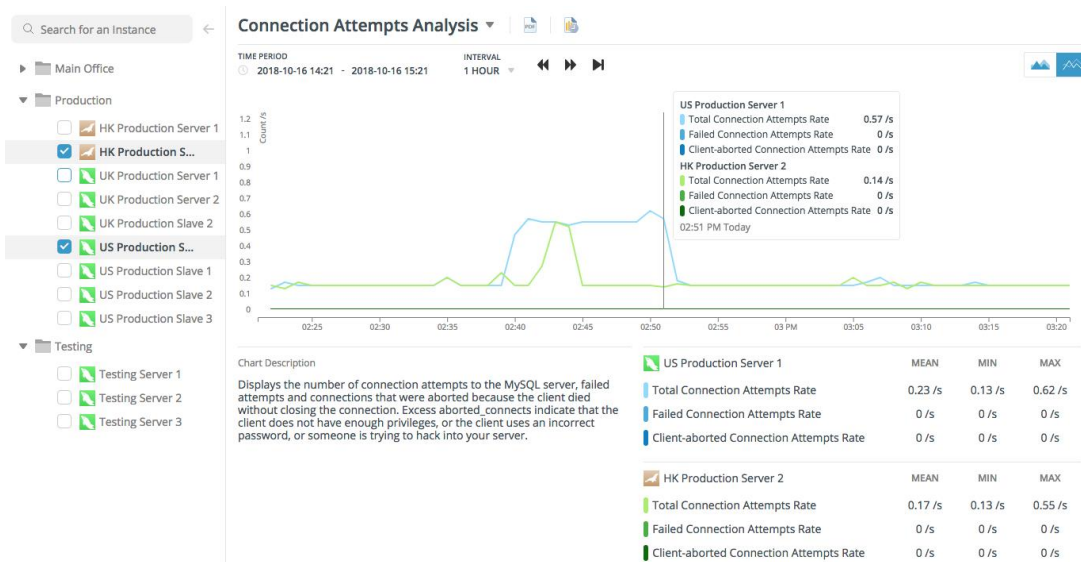 Search for an Instance
Main Office
Production
HK Production Server 1
HK Production S...
UK Production Server 1
UK Production Server 2
UK Production Slave 2
US Production S...
US Production Slave 1
US Production Slave 2
US Production Slave 3
Testing
Testing Server 1
Testing Server 2
Testing Server 3
Connection Attempts Analysis
PDF
TIME PERIOD
2018-10-16 14:21 - 2018-10-16 15:21
INTERVAL
1 HOUR
Count /s
1.2
1.1
1
0.9
0.8
0.7
0.6
0.5
0.4
0.3
0.2
0.1
0
02:25 02:30 02:35 02:40 02:45 02:50 02:55 03 PM 03:05 03:10 03:15 03:20
US Production Server 1
Total Connection Attempts Rate 0.57 /s
Failed Connection Attempts Rate 0 /s
Client-aborted Connection Attempts Rate 0 /s
HK Production Server 2
Total Connection Attempts Rate 0.14 /s
Failed Connection Attempts Rate 0 /s
Client-aborted Connection Attempts Rate 0 /s
02:51 PM Today
Chart Description
Displays the number of connection attempts to the MySQL server, failed
attempts and connections that were aborted because the client died
without closing the connection. Excess aborted_connects indicate that the
client does not have enough privileges, or the client uses an incorrect
password, or someone is trying to hack into your server.
US Production Server 1 MEAN MIN MAX
Total Connection Attempts Rate 0.23 /s 0.13 /s 0.62 /s
Failed Connection Attempts Rate 0 /s 0 /s 0 /s
Client-aborted Connection Attempts Rate 0 /s 0 /s 0 /s
HK Production Server 2 MEAN MIN MAX
Total Connection Attempts Rate 0.17 /s 0.13 /s 0.55 /s
Failed Connection Attempts Rate 0 /s 0 /s 0 /s
Client-aborted Connection Attempts Rate 0 /s 0 /s 0 /s